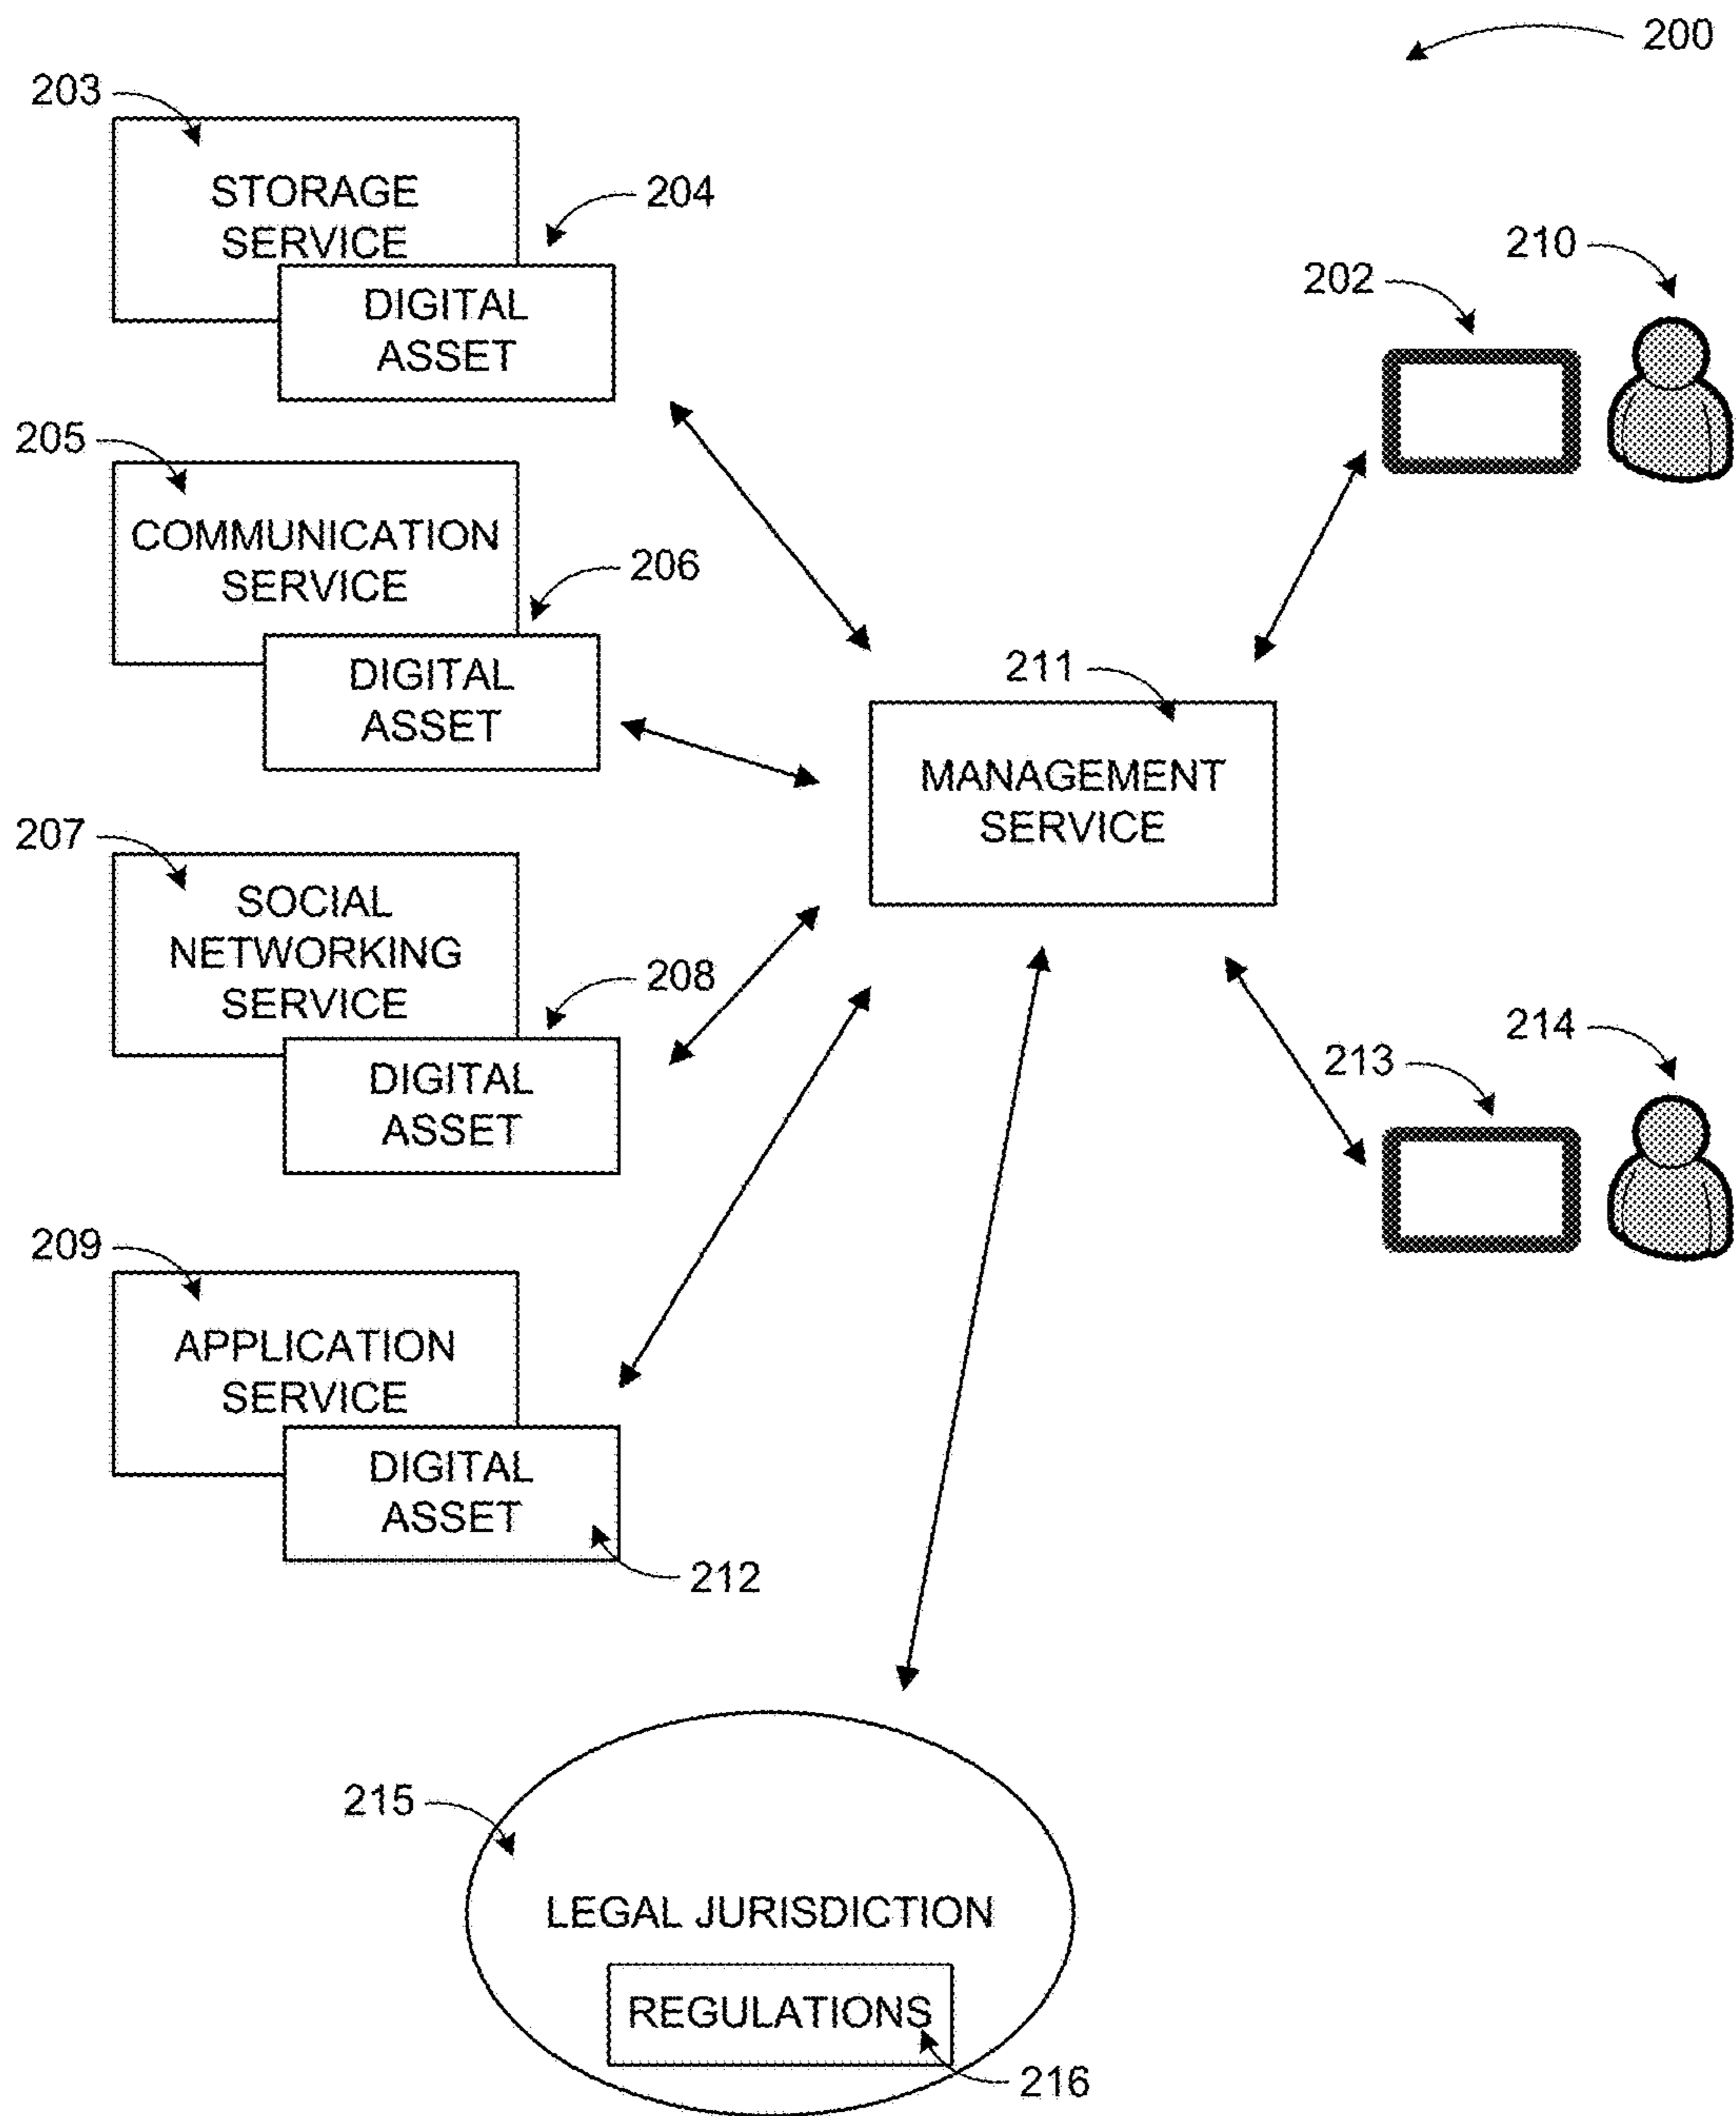 200
203
STORAGE
SERVICE
204
DIGITAL
ASSET
210
202
205
COMMUNICATION
SERVICE
206
DIGITAL
ASSET
211
MANAGEMENT
SERVICE
207
SOCIAL
NETWORKING
SERVICE
208
DIGITAL
ASSET
214
213
209
APPLICATION
SERVICE
DIGITAL
ASSET
212
215
LEGAL JURISDICTION
REGULATIONS
216